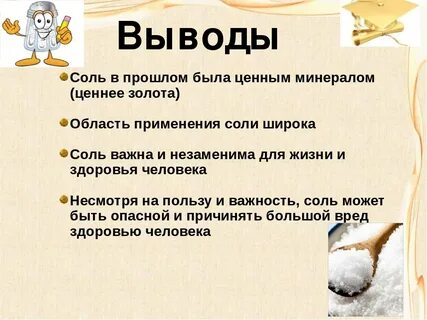 Выводы
Соль в прошлом была ценным минералом
(ценнее золота)
Область применения соли широка
Соль важна и незаменима для жизни и
здоровья человека
Несмотря на пользу и важность, соль может
быть опасной и причинять большой вред
здоровью человека